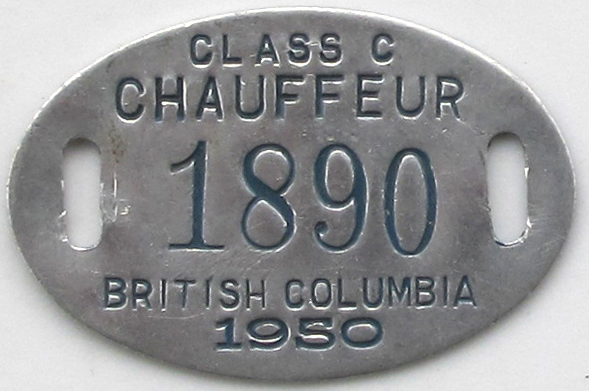 CLASS C
CHAUFFEUR
1890
BRITISH COLUMBIA
1950